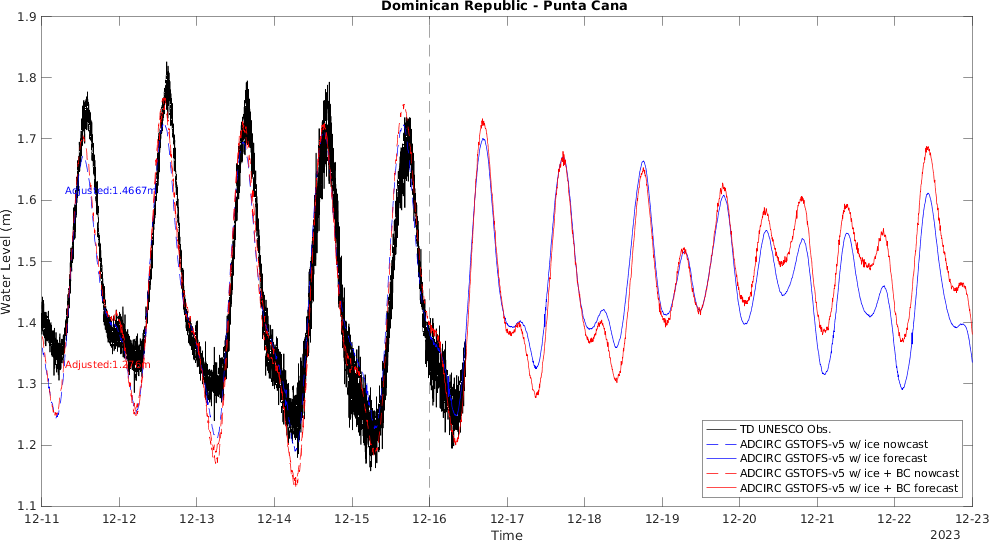 Dominican Republic - Punta Cana
Water Level (m)
1.9
1.8
1.7
1.6
1.5
1.4
1.3
1.2
1.1
Adjusted:1.4667m
Adjusted:1.276m
TD UNESCO Obs.
ADCIRC GSTOFS-v5 w/ ice nowcast
ADCIRC GSTOFS-v5 w/ ice forecast
ADCIRC GSTOFS-v5 w/ ice + BC nowcast
ADCIRC GSTOFS-v5 w/ ice + BC forecast
12-11 12-12 12-13 12-14 12-15 12-16 12-17 12-18 12-19 12-20 12-21 12-22 12-23
Time
2023